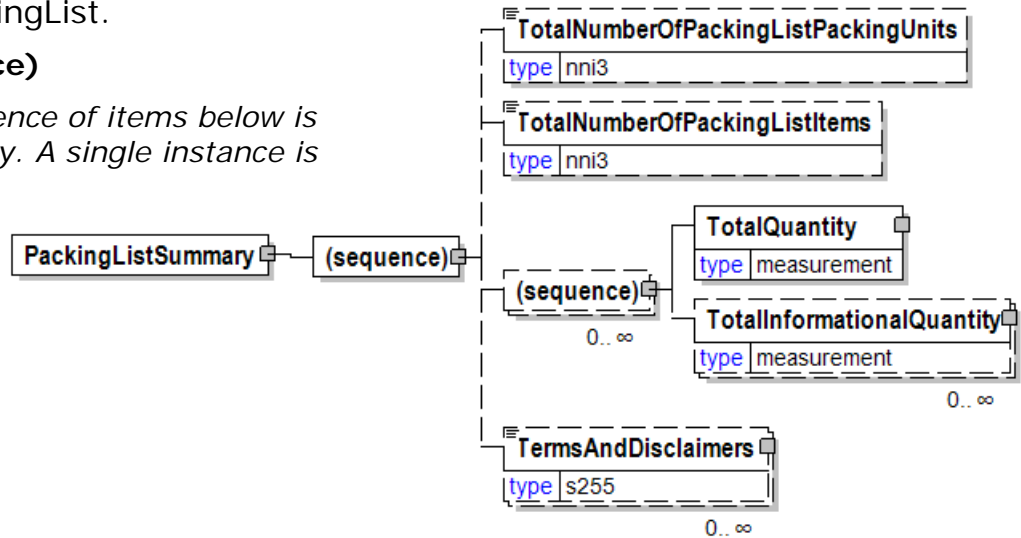 ingList.
ce)
ence of items below is
y. A single instance is
TotalNumberOfPackingListPackingUnits
type nni3
TotalNumberOfPackingListItems
type nni3
PackingListSummary
(sequence)
(sequence)
0.. ∞
TotalQuantity
type measurement
TotalInformationalQuantity
type measurement
0.. ∞
TermsAndDisclaimers
type s255
0.. ∞